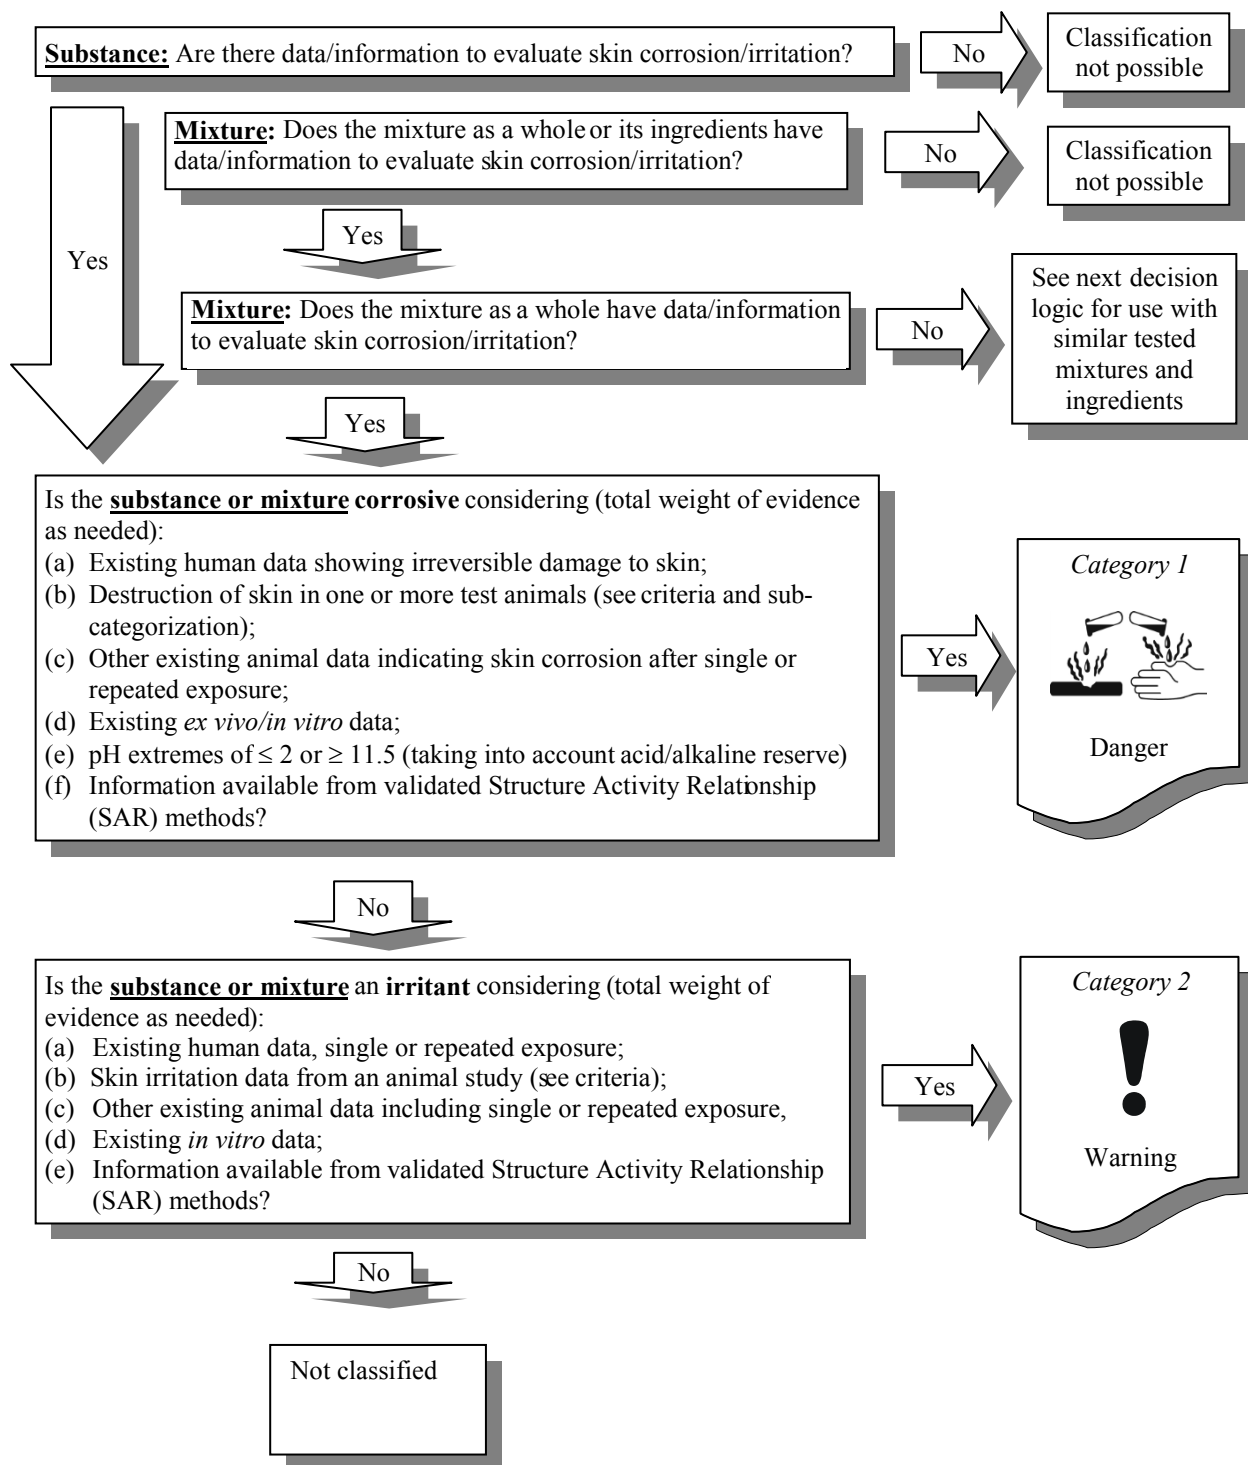 Substance: Are there data/information to evaluate skin corrosion/irritation?
No
Classification
not possible
Mixture: Does the mixture as a whole or its ingredients have
data/information to evaluate skin corrosion/irritation?
No
Classification
not possible
Yes
Yes
Mixture: Does the mixture as a whole have data/information
to evaluate skin corrosion/irritation?
No
See next decision
logic for use with
similar tested
mixtures and
ingredients
Yes
Is the substance or mixture corrosive considering (total weight of evidence
as needed):
(a) Existing human data showing irreversible damage to skin;
(b) Destruction of skin in one or more test animals (see criteria and sub-
categorization);
(c) Other existing animal data indicating skin corrosion after single or
repeated exposure;
(d) Existing ex vivo/in vitro data;
(e) pH extremes of ≤ 2 or ≥ 11.5 (taking into account acid/alkaline reserve)
(f) Information available from validated Structure Activity Relationship
(SAR) methods?
Yes
Category 1
Danger
No
Is the substance or mixture an irritant considering (total weight of
evidence as needed):
(a) Existing human data, single or repeated exposure;
(b) Skin irritation data from an animal study (see criteria);
(c) Other existing animal data including single or repeated exposure,
(d) Existing in vitro data;
(e) Information available from validated Structure Activity Relationship
(SAR) methods?
Yes
Category 2
Warning
No
Not classified